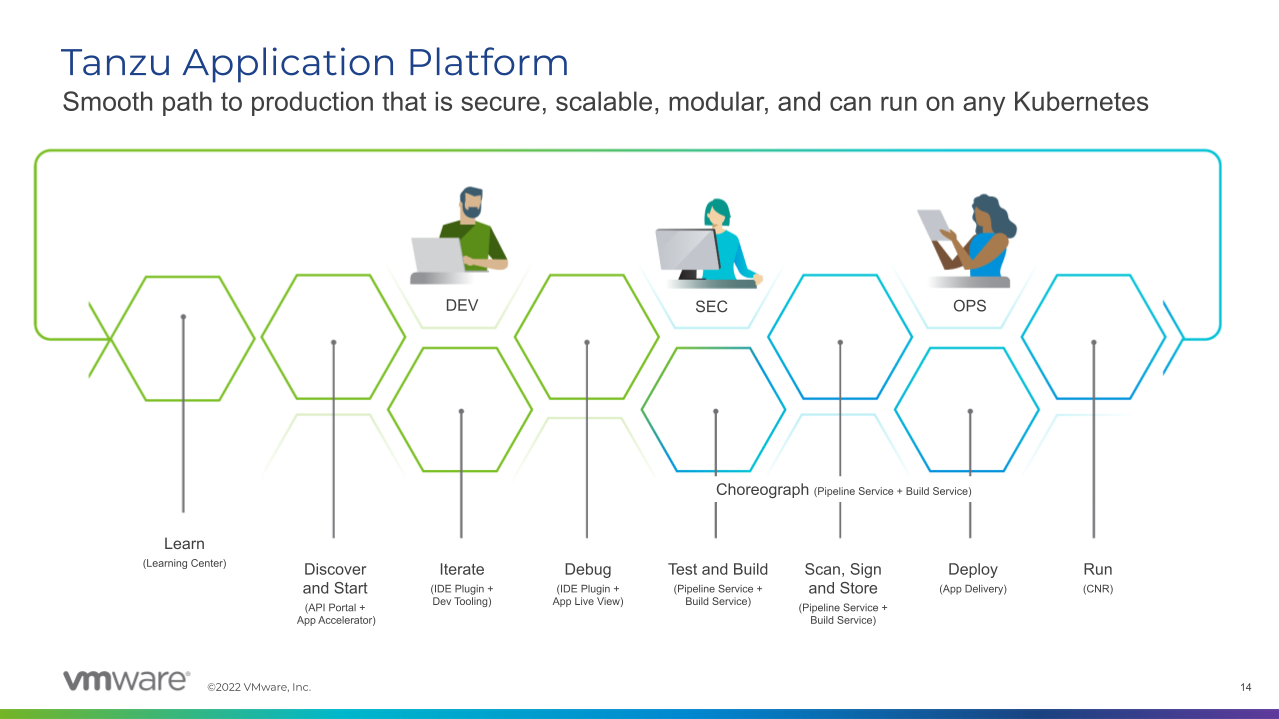 Tanzu Application Platform
Smooth path to production that is secure, scalable, modular, and can run on any Kubernetes
DEV
SEC
OPS
Choreograph (Pipeline Service + Build Service)
Learn
(Learning Center)
Discover
and Start
(API Portal +
App Accelerator)
Iterate
(IDE Plugin +
Dev Tooling)
Debug
(IDE Plugin +
App Live View)
Test and Build
(Pipeline Service +
Build Service)
Scan, Sign
and Store
(Pipeline Service +
Build Service)
Deploy
(App Delivery)
Run
(CNR)
vmware®
©2022 VMware, Inc.
14